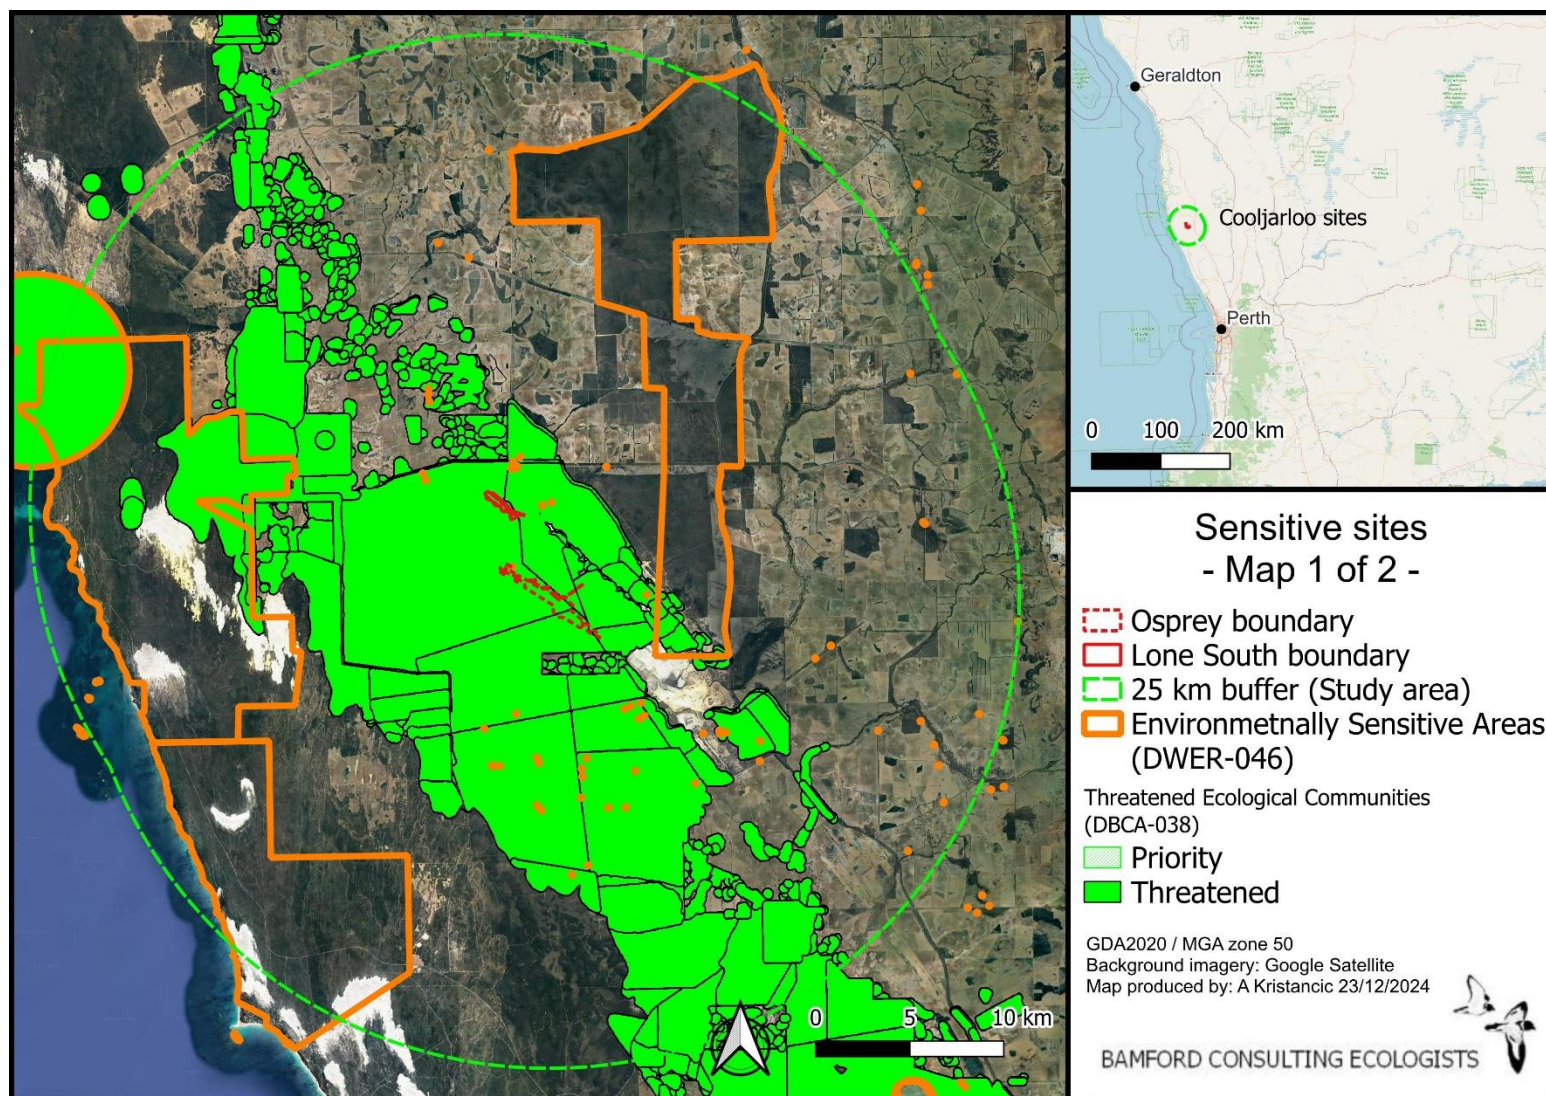 Geraldton
Cooljarloo sites
Perth
0 100 200 km
Sensitive sites
- Map 1 of 2 -
Osprey boundary
Lone South boundary
25 km buffer (Study area)
Environmetnally Sensitive Areas
(DWER-046)
Threatened Ecological Communities
(DBCA-038)
Priority
Threatened
GDA2020 / MGA zone 50
Background imagery: Google Satellite
Map produced by: A Kristancic 23/12/2024
BAMFORD CONSULTING ECOLOGISTS
0 5 10 km